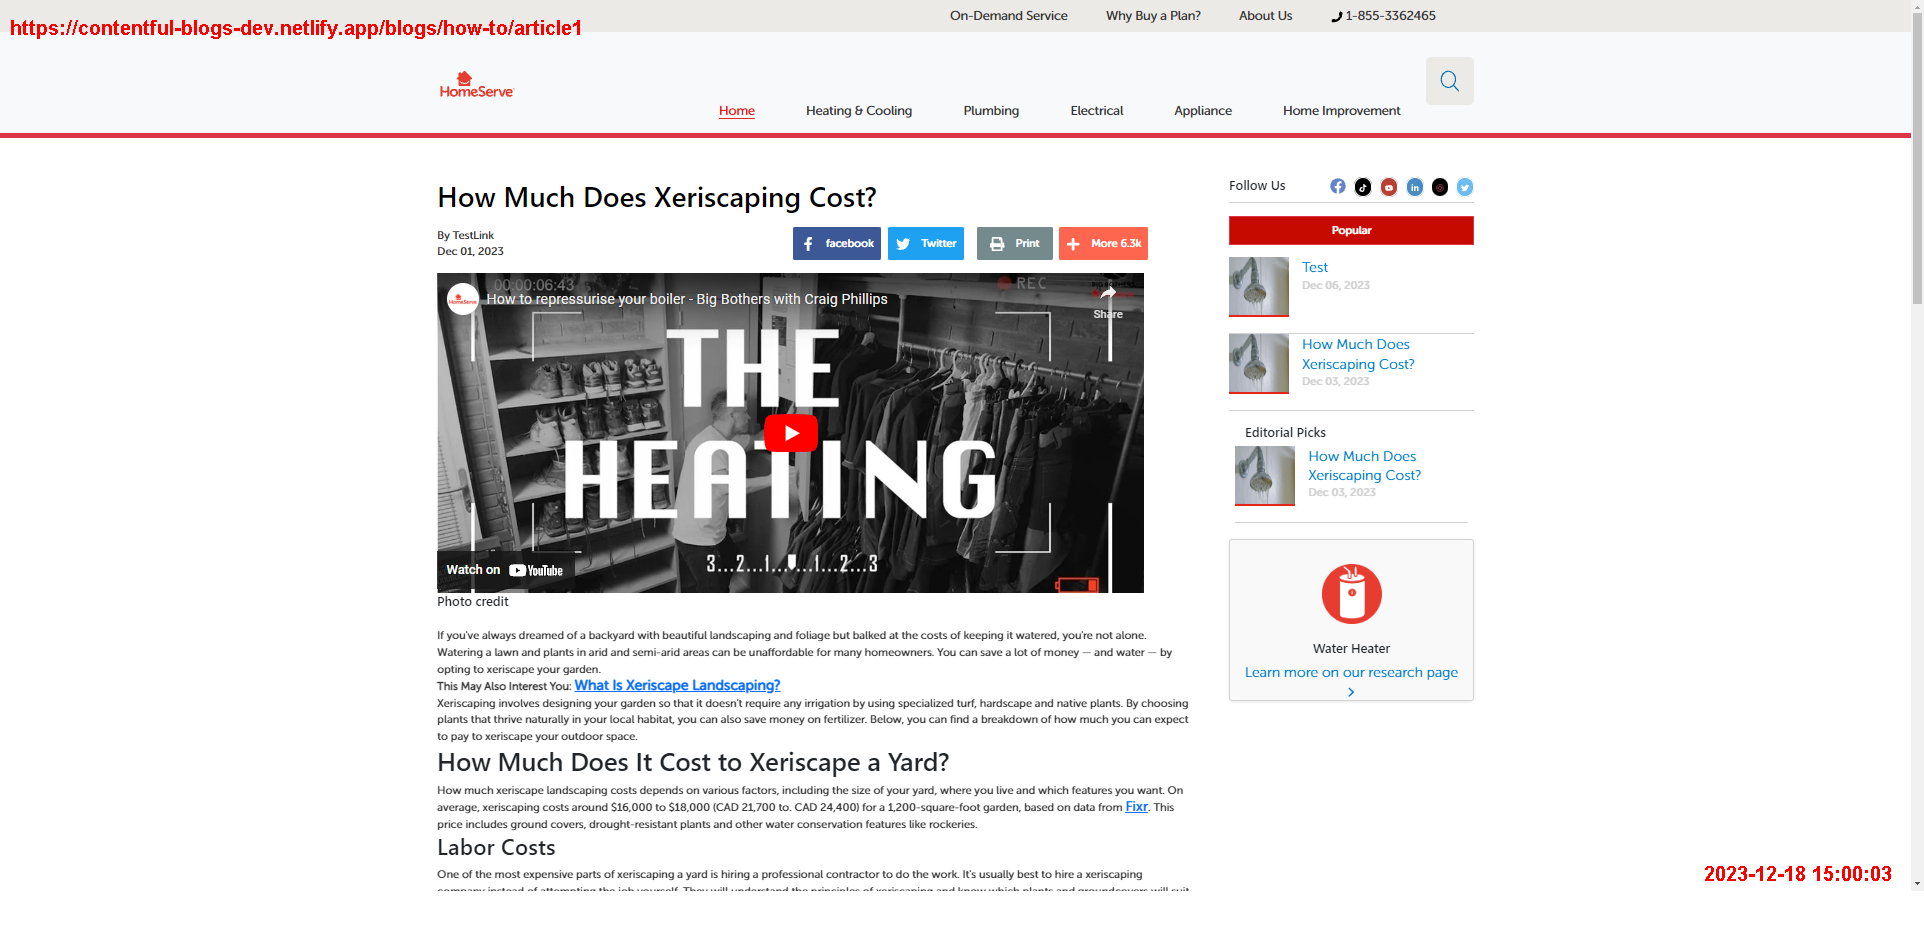 On-Demand Service Why Buy a Plan? About Us 1-855-3362465
https://contentful-blogs-dev.netlify.app/blogs/how-to/article1
HomeServe
Home Heating & Cooling Plumbing Electrical Appliance Home Improvement
How Much Does Xeriscaping Cost?
By TestLink
Dec 01, 2023
facebook Twitter Print More 6.3k
00:00:06:43
REC
HomeServe
How to repressurise your boiler - Big Bothers with Craig Phillips
Share
THE
HEATING
3...2...1... ...1...2...3
Watch on YouTube
Photo credit
If you've always dreamed of a backyard with beautiful landscaping and foliage but balked at the costs of keeping it watered, you're not alone.
Watering a lawn and plants in arid and semi-arid areas can be unaffordable for many homeowners. You can save a lot of money — and water — by
opting to xeriscape your garden.
This May Also Interest You: What Is Xeriscape Landscaping?
Xeriscaping involves designing your garden so that it doesn't require any irrigation by using specialized turf, hardscape and native plants. By choosing
plants that thrive naturally in your local habitat, you can also save money on fertilizer. Below, you can find a breakdown of how much you can expect
to pay to xeriscape your outdoor space.
How Much Does It Cost to Xeriscape a Yard?
How much xeriscape landscaping costs depends on various factors, including the size of your yard, where you live and which features you want. On
average, xeriscaping costs around $16,000 to $18,000 (CAD 21,700 to. CAD 24,400) for a 1,200-square-foot garden, based on data from Fixr. This
price includes ground covers, drought-resistant plants and other water conservation features like rockeries.
Labor Costs
One of the most expensive parts of xeriscaping a yard is hiring a professional contractor to do the work. It's usually best to hire a xeriscaping
Follow Us
Popular
Test
Dec 06, 2023
How Much Does
Xeriscaping Cost?
Dec 03, 2023
Editorial Picks
How Much Does
Xeriscaping Cost?
Dec 03, 2023
Water Heater
Learn more on our research page
2023-12-18 15:00:03